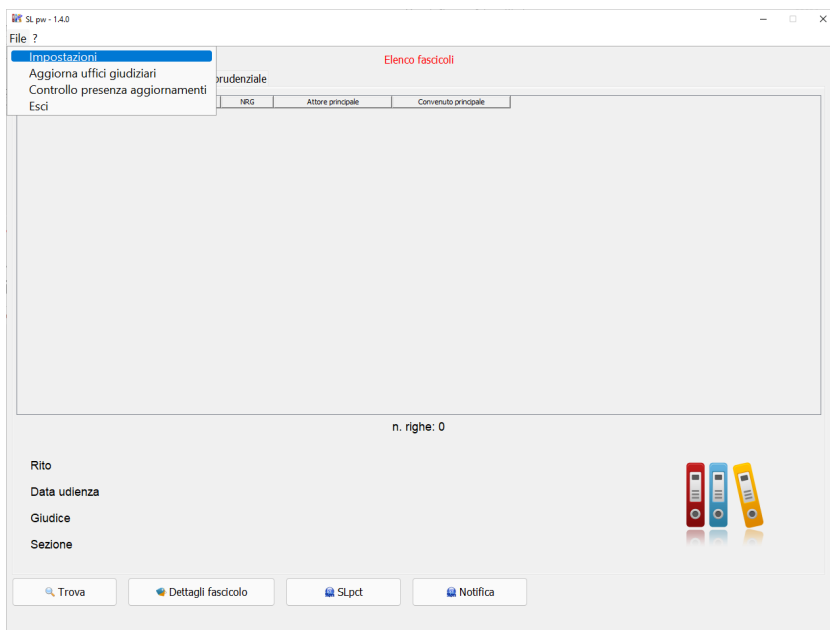 SL pw - 1.4.0
File ?
Impostazioni
Aggiorna uffici giudiziari
Controllo presenza aggiornamenti
Esci
Elenco fascicoli
prudenziale
NRG Attore principale Convenuto principale
n. righe: 0
Rito
Data udienza
Giudice
Sezione
Trova Dettagli fascicolo SLpct Notifica